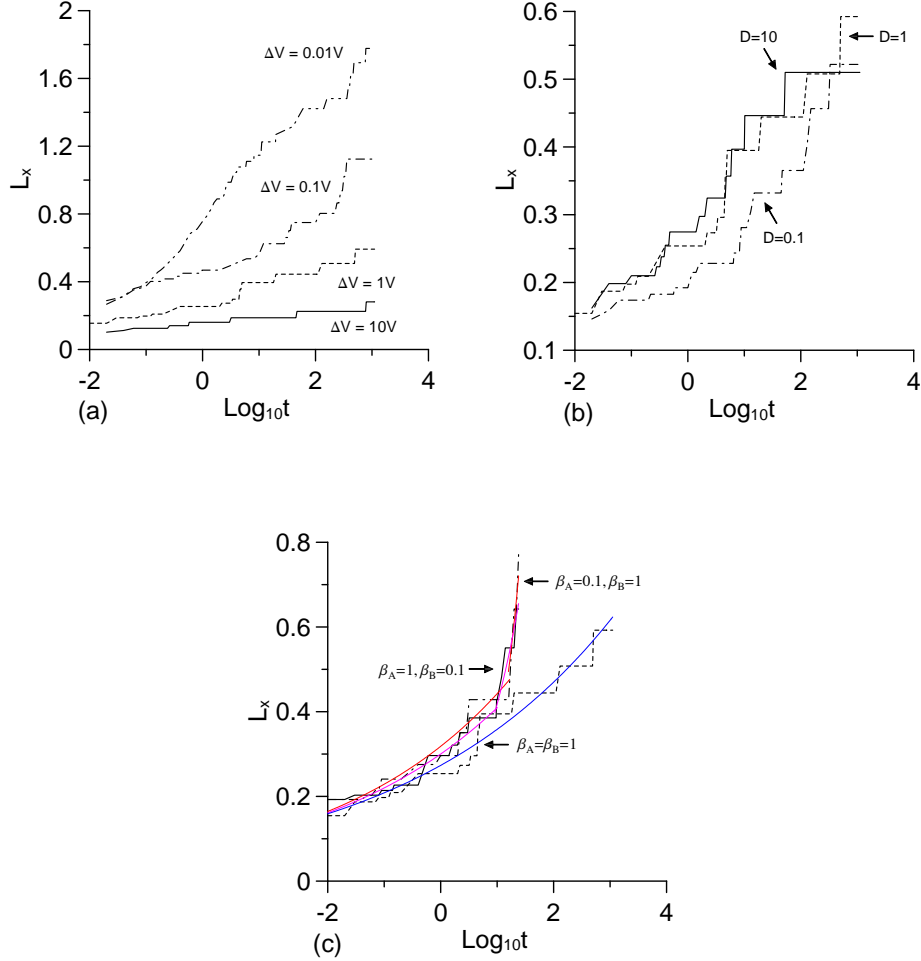 2
1.6
1.2
0.8
0.4
0
Lx
-2 0 2 4
Log10t
(a)
ΔV = 0.01V
ΔV = 0.1V
ΔV = 1V
ΔV = 10V
0.6
0.5
0.4
0.3
0.2
0.1
Lx
-2 0 2 4
Log10t
(b)
D=10
D=1
D=0.1
0.8
0.6
0.4
0.2
0
Lx
-2 0 2 4
Log10t
(c)
βA=0.1, βB=1
βA=1, βB=0.1
βA=βB=1